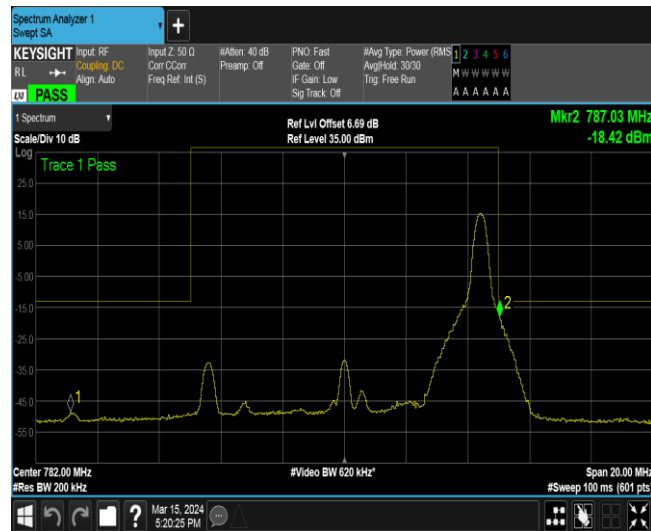 Spectrum Analyzer 1
Swept SA
+
KEYSIGHT
RL
LXI PASS
Input: RF
Coupling: DC
Align: Auto
Input Z: 50 Ω
Corr CCorr
Freq Ref: Int (S)
#Atten: 40 dB
Preamp: Off
PNO: Fast
Gate: Off
IF Gain: Low
Sig Track: Off
#Avg Type: Power (RMS
Avg|Hold: 30/30
Trig: Free Run
1 2 3 4 5 6
M W W W W W
A A A A A A
1 Spectrum
Scale/Div 10 dB
Log
Ref Lvl Offset 6.69 dB
Ref Level 35.00 dBm
Mkr2 787.03 MHz
-18.42 dBm
Trace 1 Pass
25.0
15.0
5.00
-5.00
-15.0
-25.0
-35.0
-45.0
-55.0
1
2
Center 782.00 MHz
#Res BW 200 kHz
#Video BW 620 kHz*
Span 20.00 MHz
#Sweep 100 ms (601 pts)
?
Mar 15, 2024
5:20:25 PM